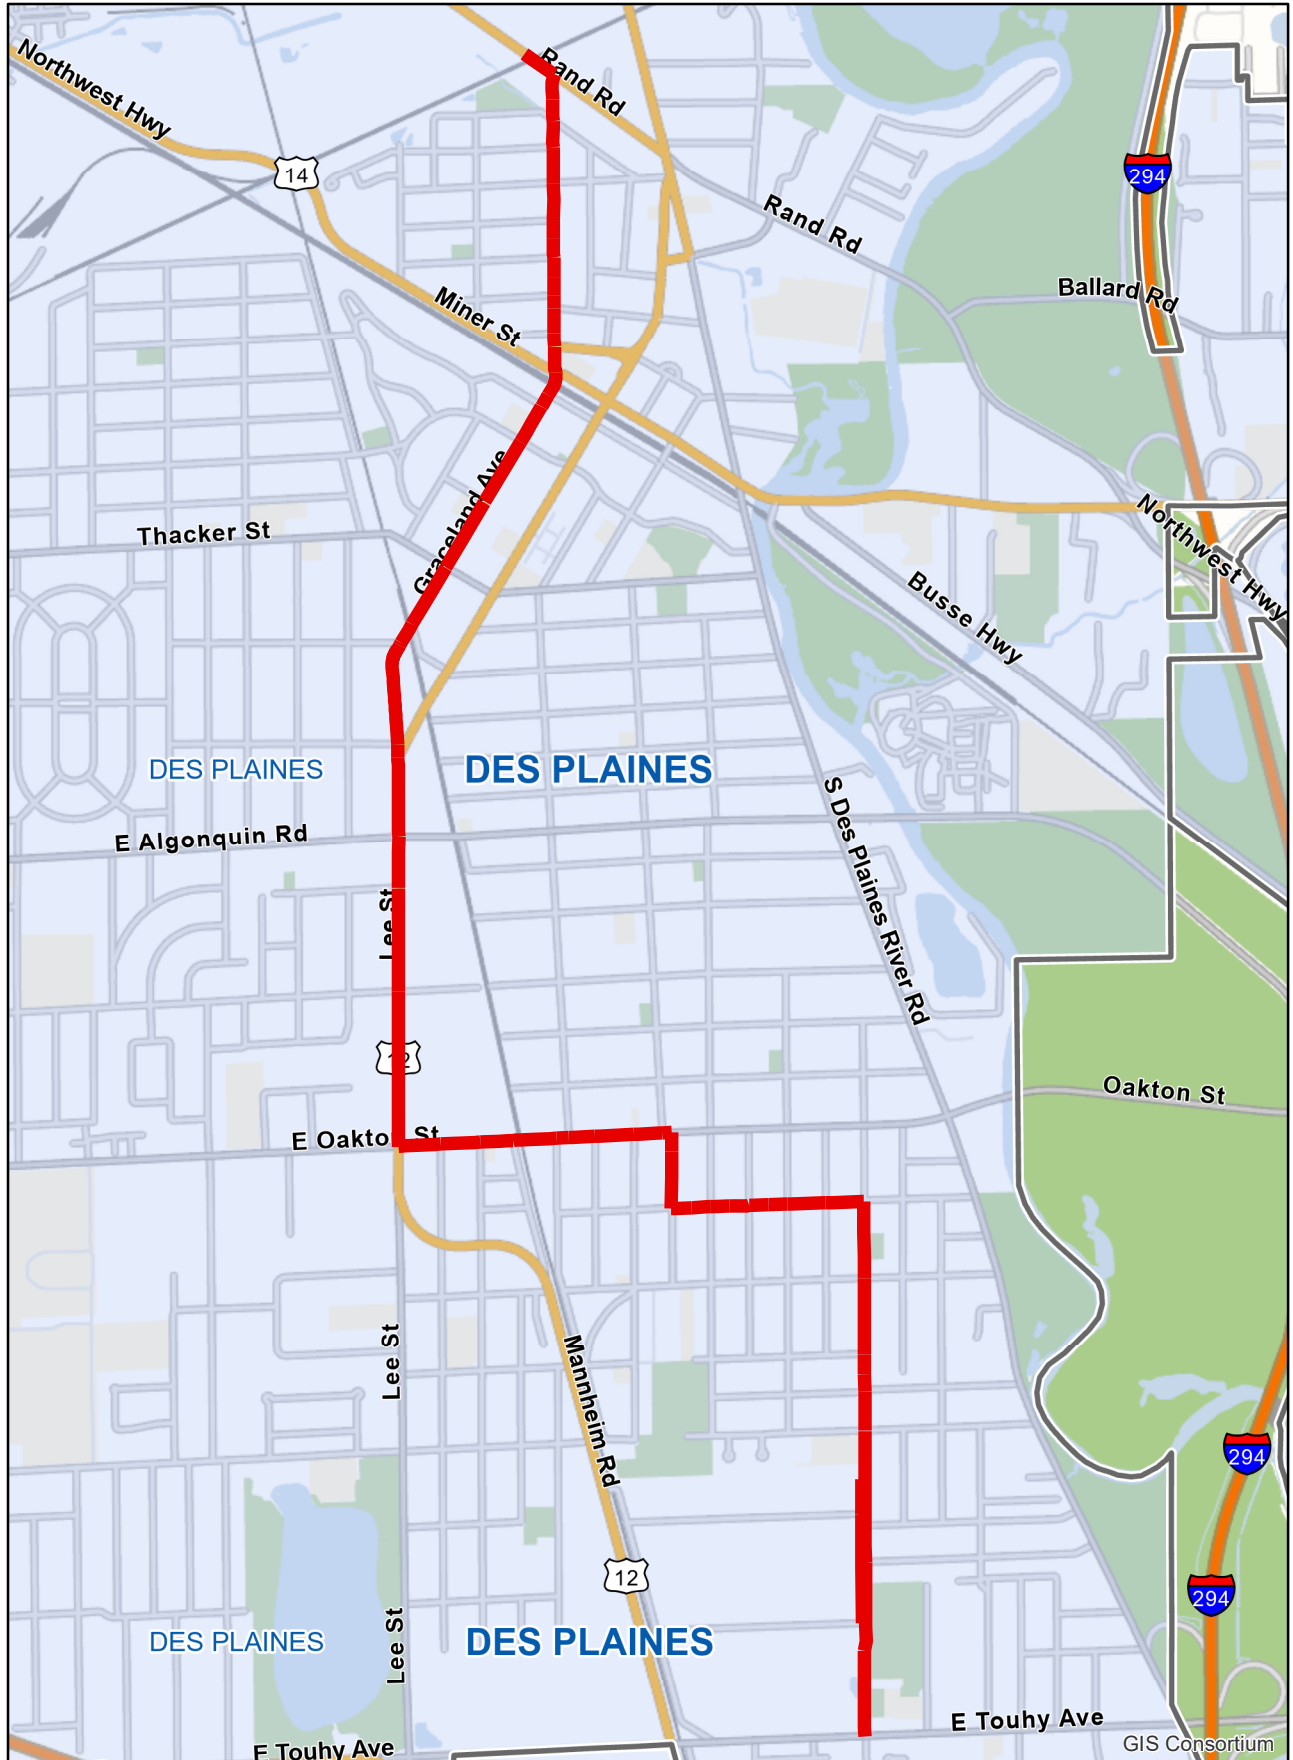 Northwest Hwy
Rand Rd
14
294
Rand Rd
Ballard Rd
Miner St
Graceland Ave
Thacker St
Northwest Hwy
Busse Hwy
DES PLAINES
DES PLAINES
S Des Plaines River Rd
E Algonquin Rd
Lee St
12
Oakton St
E Oakton St
Lee St
Mannheim Rd
294
12
294
DES PLAINES
DES PLAINES
Lee St
E Touhy Ave
E Touhy Ave
GIS Consortium